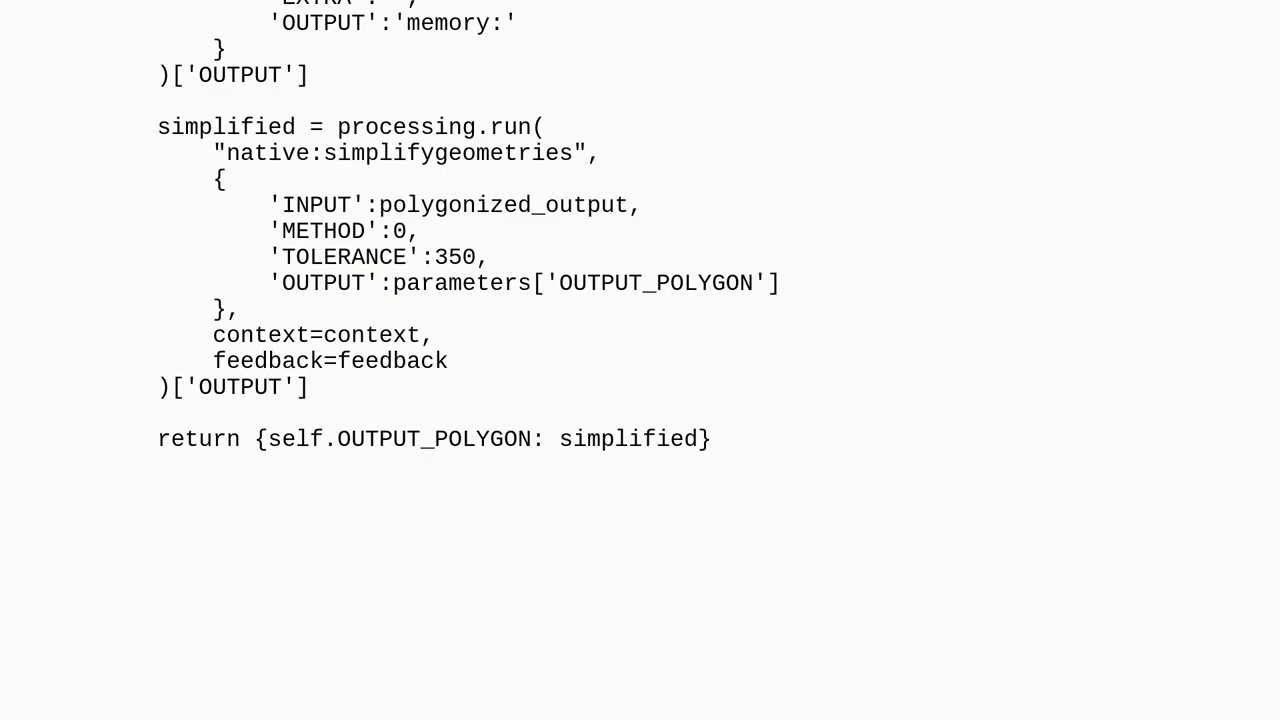 'OUTPUT':'memory:'
}
)['OUTPUT']
simplified = processing.run(
"native:simplifygeometries",
{
'INPUT':polygonized_output,
'METHOD':0,
'TOLERANCE':350,
'OUTPUT':parameters['OUTPUT_POLYGON']
},
context=context,
feedback=feedback
)['OUTPUT']
return {self.OUTPUT_POLYGON: simplified}